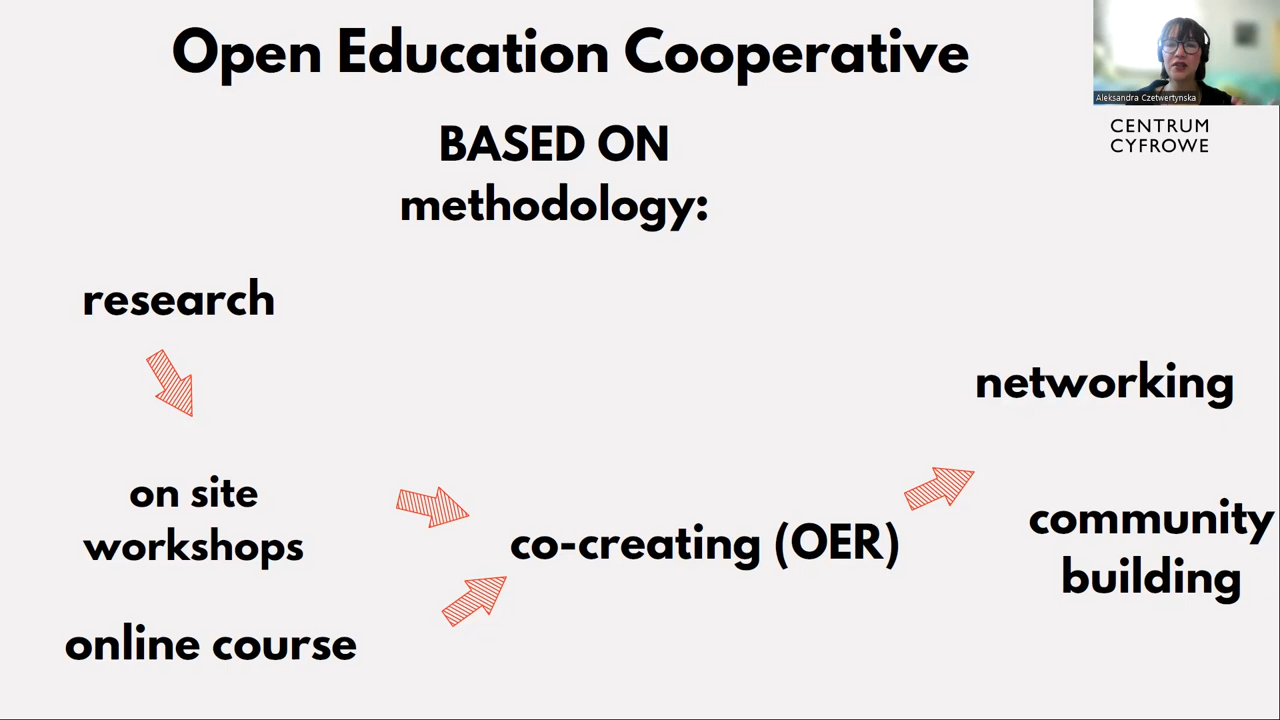 Open Education Cooperative
Aleksandra Czetwertynska
CENTRUM
CYFROWE
BASED ON
methodology:
research
networking
on site
workshops
co-creating (OER)
community
building
online course